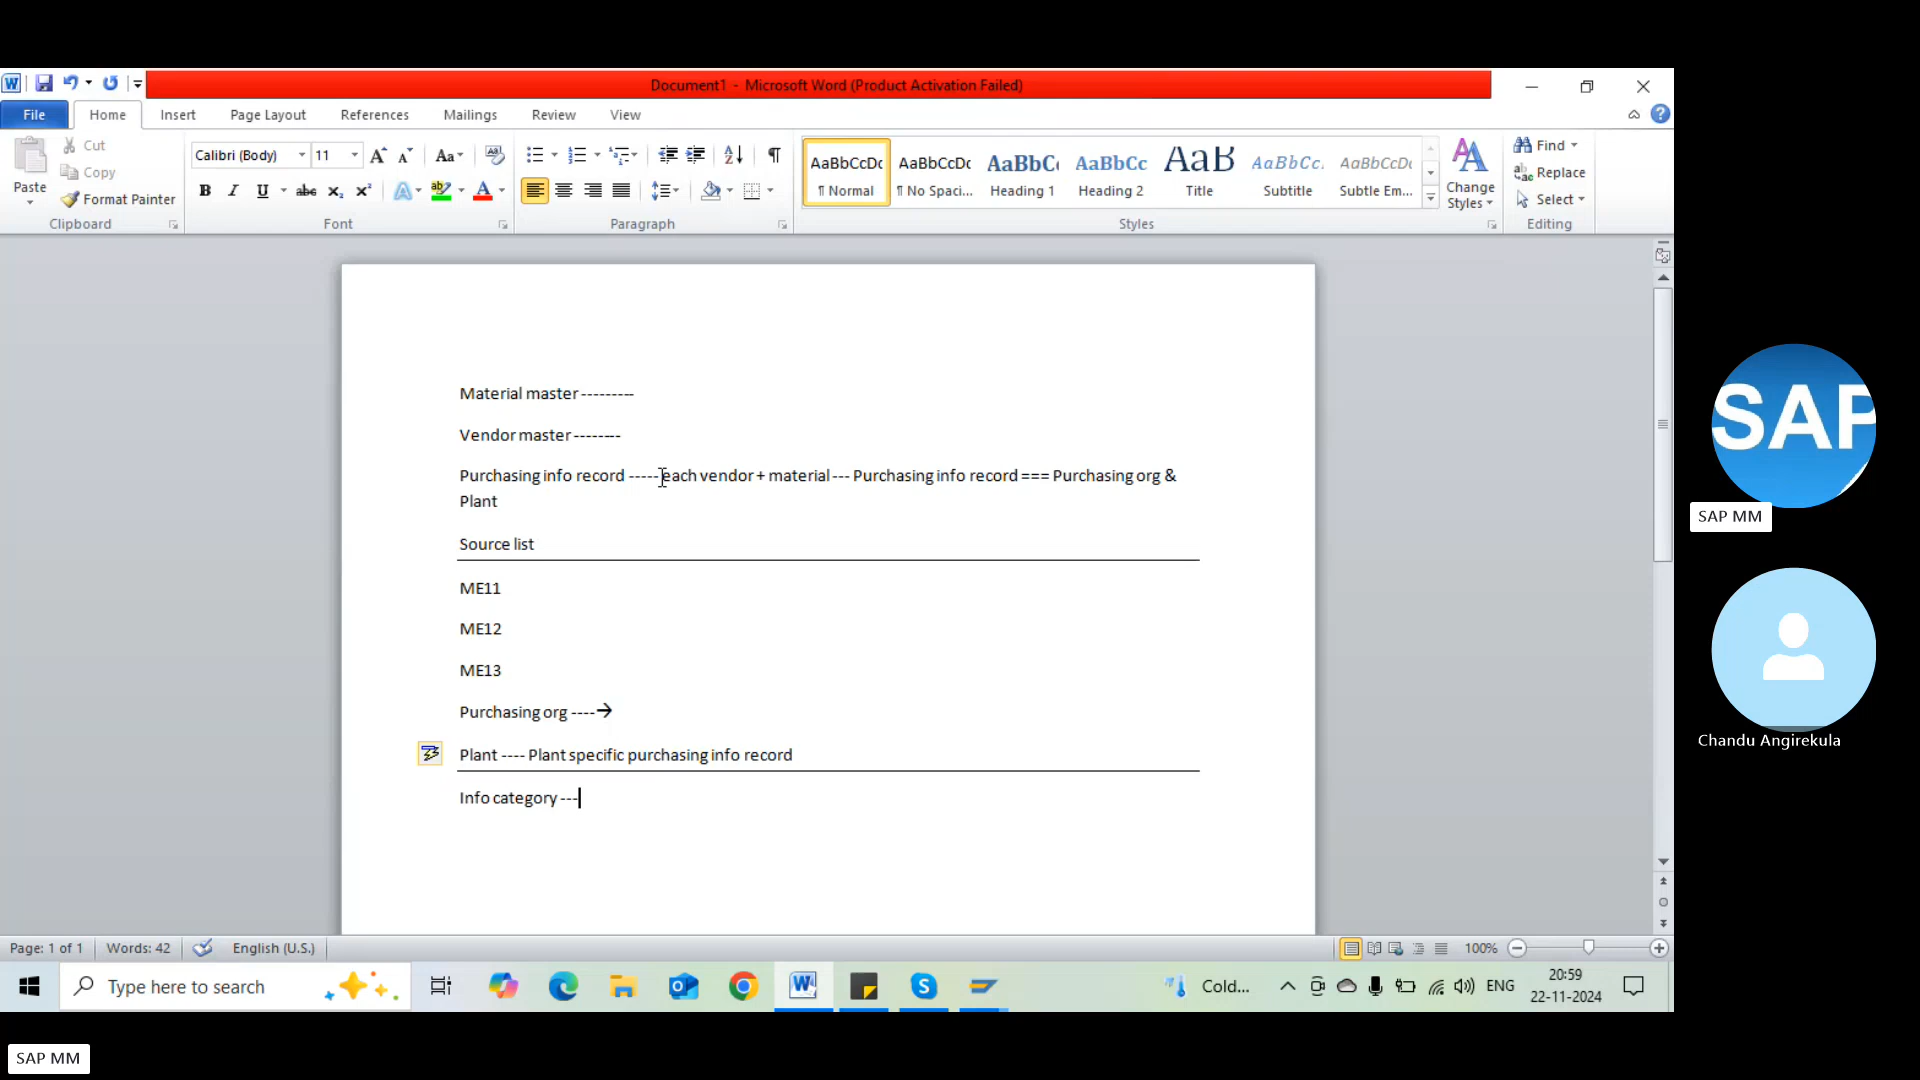 Document1 - Microsoft Word (Product Activation Failed)
File Home Insert Page Layout References Mailings Review View
Paste
Cut
Copy
Format Painter
Clipboard
Calibri (Body) 11
Font
Paragraph
AaBbCcDc AaBbCcDc AaBbC AaBbCc AaB AaBbCc. AaBbCcDc
¶ Normal ¶ No Spaci... Heading 1 Heading 2 Title Subtitle Subtle Em...
Styles
Change
Styles
Find
Replace
Select
Editing
Material master ---------
Vendor master --------
Purchasing info record ----- each vendor + material --- Purchasing info record === Purchasing org &
Plant
Source list
ME11
ME12
ME13
Purchasing org ----→
Plant ---- Plant specific purchasing info record
Info category ---
Page: 1 of 1 Words: 42 English (U.S.) 100%
Type here to search
Cold... ENG
20:59
22-11-2024
SAP
SAP MM
Chandu Angirekula
SAP MM